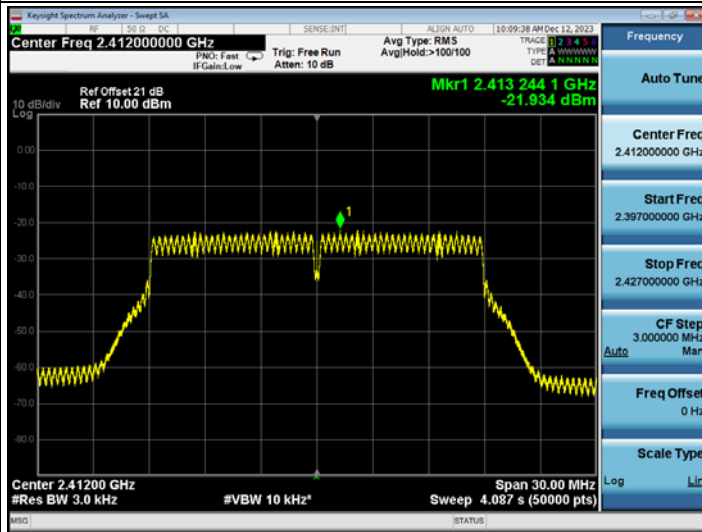 Keysight Spectrum Analyzer - Swept SA
RF 50 Ω DC SENSE:INT ALIGN AUTO 10:09:38 AM Dec 12, 2023
Center Freq 2.412000000 GHz
PNO: Fast
IFGain:Low
Trig: Free Run
Atten: 10 dB
Avg Type: RMS
Avg|Hold:>100/100
TRACE 1 2 3 4 5 6
TYPE A WWWWW
DET A N N N N N
Ref Offset 21 dB
Ref 10.00 dBm
10 dB/div
Log
Mkr1 2.413 244 1 GHz
-21.934 dBm
0.00
-10.0
-20.0
-30.0
-40.0
-50.0
-60.0
-70.0
-80.0
1
Center 2.41200 GHz
#Res BW 3.0 kHz
#VBW 10 kHz*
Span 30.00 MHz
Sweep 4.087 s (50000 pts)
MSG
STATUS
Frequency
Auto Tune
Center Freq
2.412000000 GHz
Start Freq
2.397000000 GHz
Stop Freq
2.427000000 GHz
CF Step
3.000000 MHz
Auto Man
Freq Offset
0 Hz
Scale Type
Log Lin